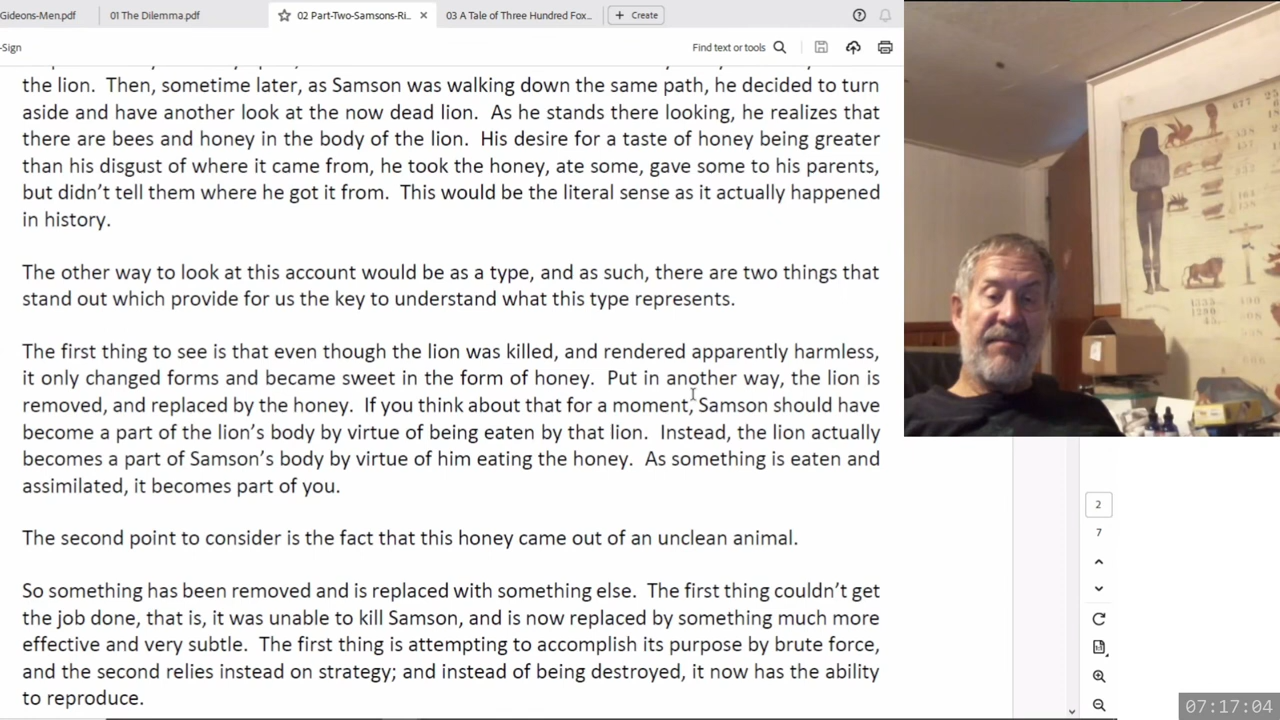 Gideons-Men.pdf
01 The Dilemma.pdf
02 Part-Two-Samsons-Ri...
03 A Tale of Three Hundred Fox...
Create
-Sign
Find text or tools
the lion. Then, sometime later, as Samson was walking down the same path, he decided to turn
aside and have another look at the now dead lion. As he stands there looking, he realizes that
there are bees and honey in the body of the lion. His desire for a taste of honey being greater
than his disgust of where it came from, he took the honey, ate some, gave some to his parents,
but didn't tell them where he got it from. This would be the literal sense as it actually happened
in history.
The other way to look at this account would be as a type, and as such, there are two things that
stand out which provide for us the key to understand what this type represents.
The first thing to see is that even though the lion was killed, and rendered apparently harmless,
it only changed forms and became sweet in the form of honey. Put in another way, the lion is
removed, and replaced by the honey. If you think about that for a moment, Samson should have
become a part of the lion's body by virtue of being eaten by that lion. Instead, the lion actually
becomes a part of Samson's body by virtue of him eating the honey. As something is eaten and
assimilated, it becomes part of you.
The second point to consider is the fact that this honey came out of an unclean animal.
So something has been removed and is replaced with something else. The first thing couldn't get
the job done, that is, it was unable to kill Samson, and is now replaced by something much more
effective and very subtle. The first thing is attempting to accomplish its purpose by brute force,
and the second relies instead on strategy; and instead of being destroyed, it now has the ability
to reproduce.
2
7
07:17:04